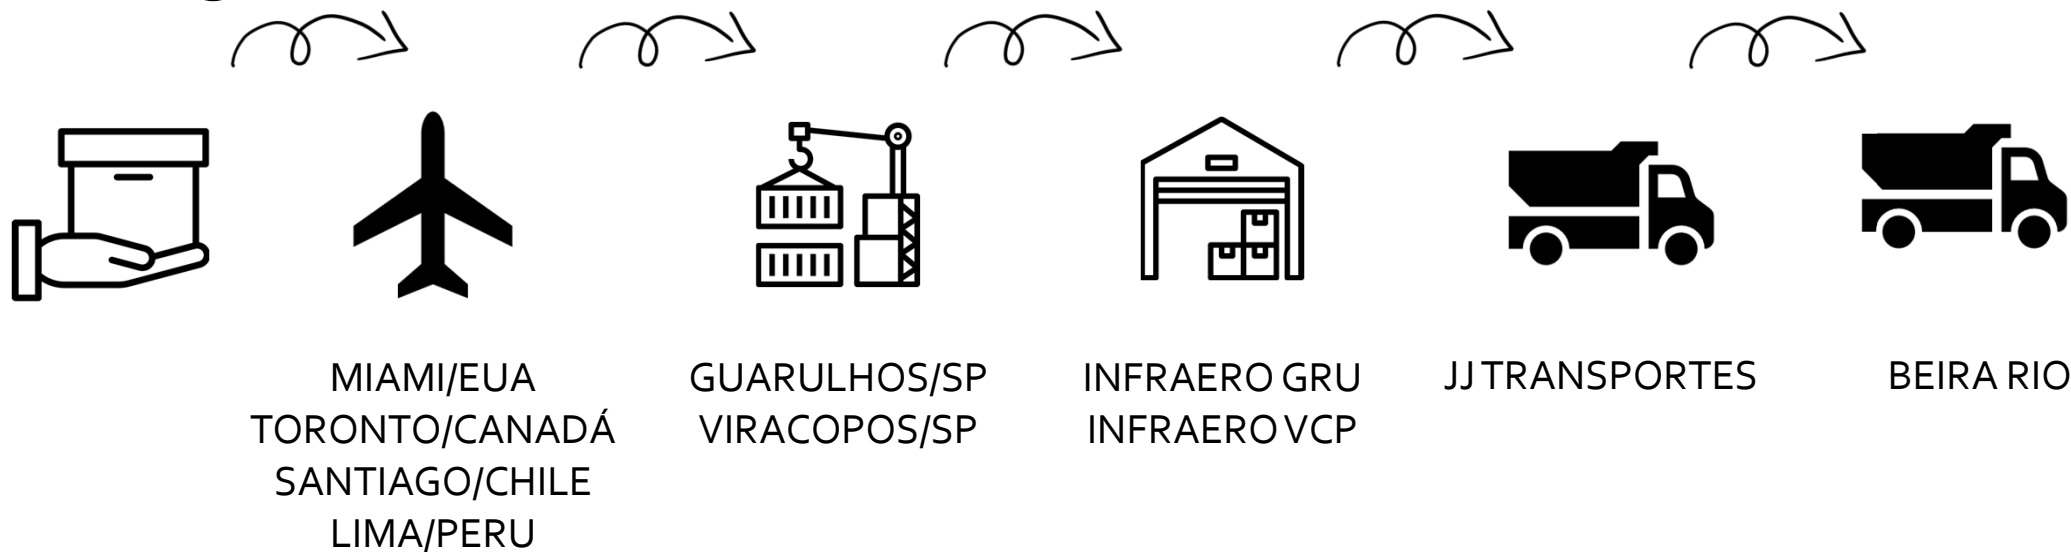 MIAMI/EUA
TORONTO/CANADÁ
SANTIAGO/CHILE
LIMA/PERU
GUARULHOS/SP
VIRACOPOS/SP
INFRAERO GRU
INFRAERO VCP
JJ TRANSPORTES
BEIRA RIO